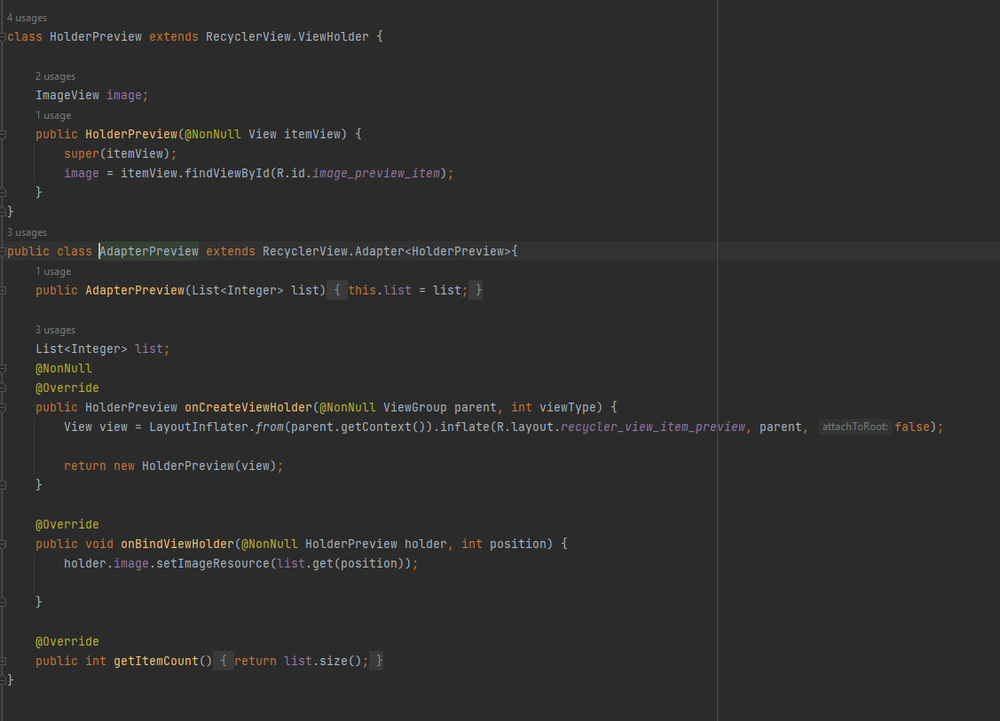 4 usages
class HolderPreview extends RecyclerView.ViewHolder {
2 usages
ImageView image;
1 usage
public HolderPreview(@NonNull View itemView) {
super(itemView);
image = itemView.findViewById(R.id.image_preview_item);
}
}
3 usages
public class AdapterPreview extends RecyclerView.Adapter<HolderPreview>{
1 usage
public AdapterPreview(List<Integer> list) { this.list = list; }
3 usages
List<Integer> list;
@NonNull
@Override
public HolderPreview onCreateViewHolder(@NonNull ViewGroup parent, int viewType) {
View view = LayoutInflater.from(parent.getContext()).inflate(R.layout.recycler_view_item_preview, parent, attachToRoot: false);
return new HolderPreview(view);
}
@Override
public void onBindViewHolder(@NonNull HolderPreview holder, int position) {
holder.image.setImageResource(list.get(position));
}
@Override
public int getItemCount() { return list.size(); }
}